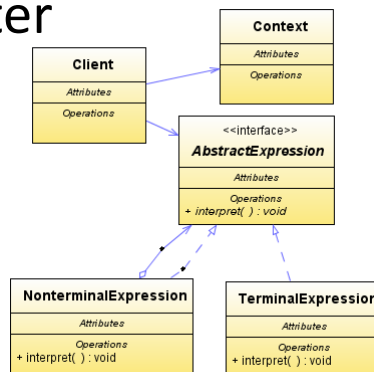 ter
Context
Attributes
Operations
Client
Attributes
Operations
<<interface>>
AbstractExpression
Attributes
Operations
+ interpret( ) : void
NonterminalExpression
Attributes
Operations
+ interpret( ) : void
TerminalExpression
Attributes
Operations
+ interpret( ) : void